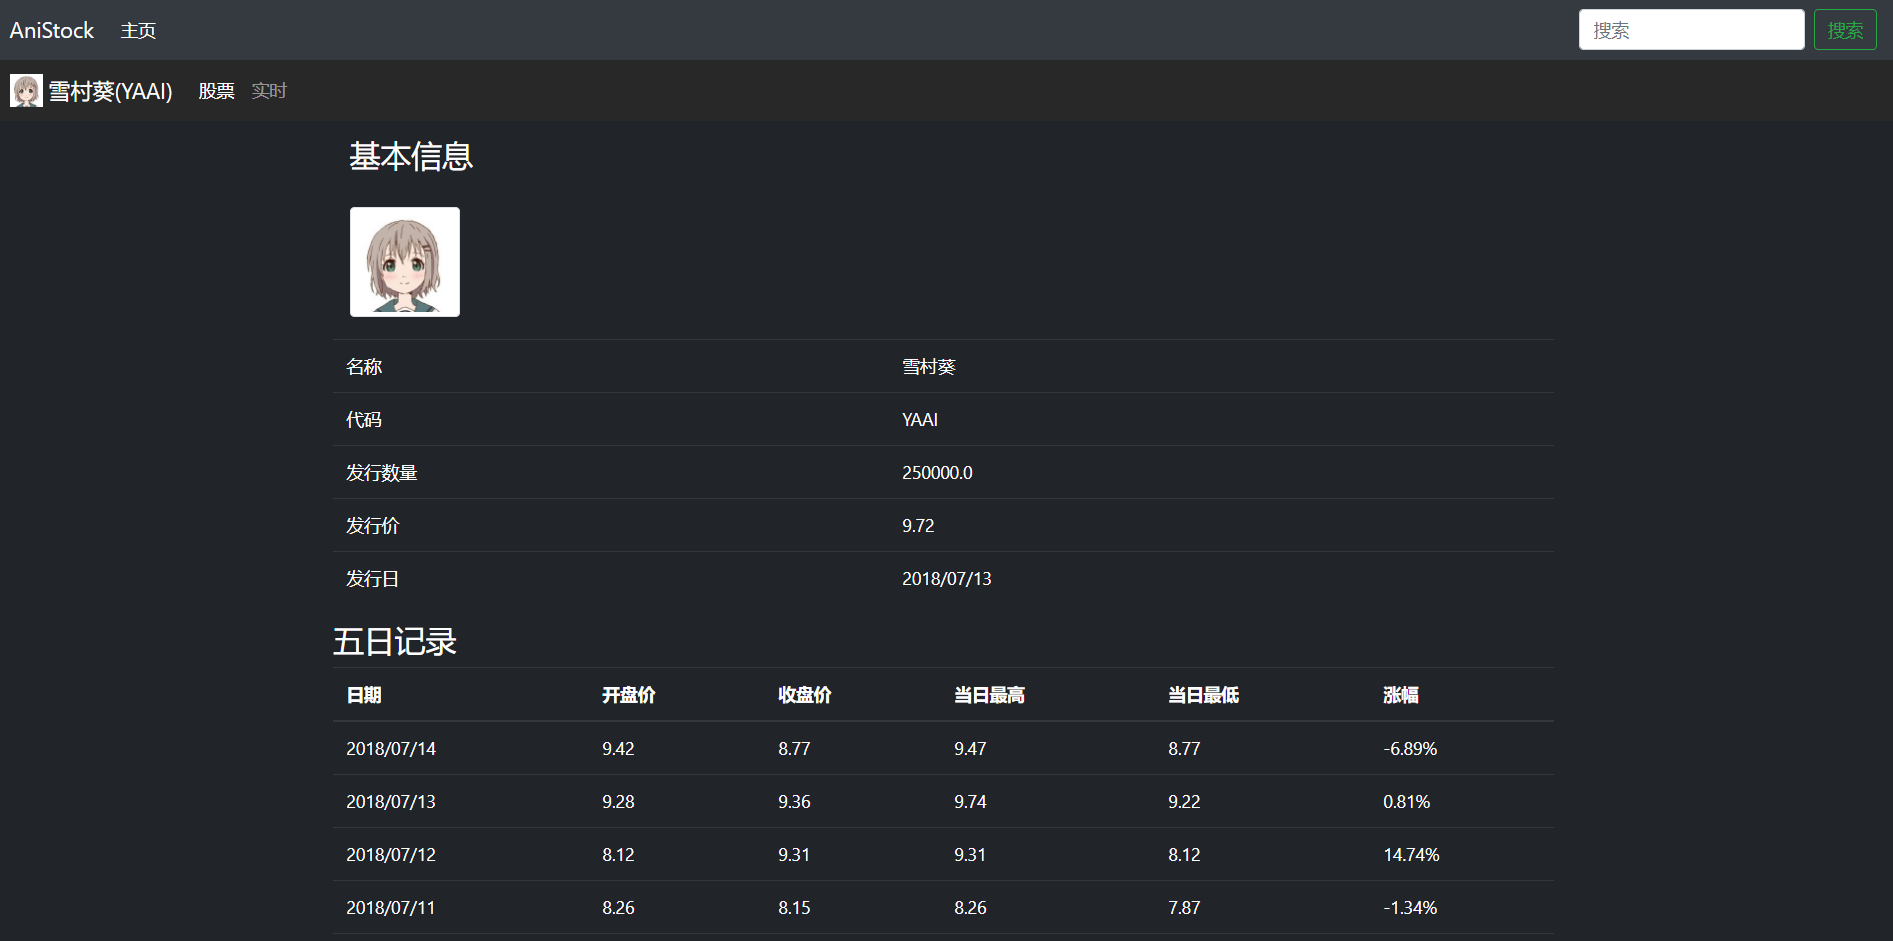 AniStock 主页 搜索 搜索
雪村葵(YAAI) 股票 实时
基本信息
名称 雪村葵
代码 YAAI
发行数量 250000.0
发行价 9.72
发行日 2018/07/13
五日记录
日期 开盘价 收盘价 当日最高 当日最低 涨幅
2018/07/14 9.42 8.77 9.47 8.77 -6.89%
2018/07/13 9.28 9.36 9.74 9.22 0.81%
2018/07/12 8.12 9.31 9.31 8.12 14.74%
2018/07/11 8.26 8.15 8.26 7.87 -1.34%